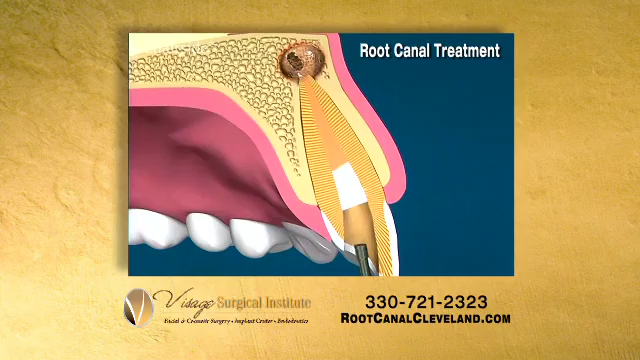 Root Canal Treatment
Visage Surgical Institute
Facial & Cosmetic Surgery • Implant Center • Endodontics
330-721-2323
ROOTCANALCLEVELAND.COM